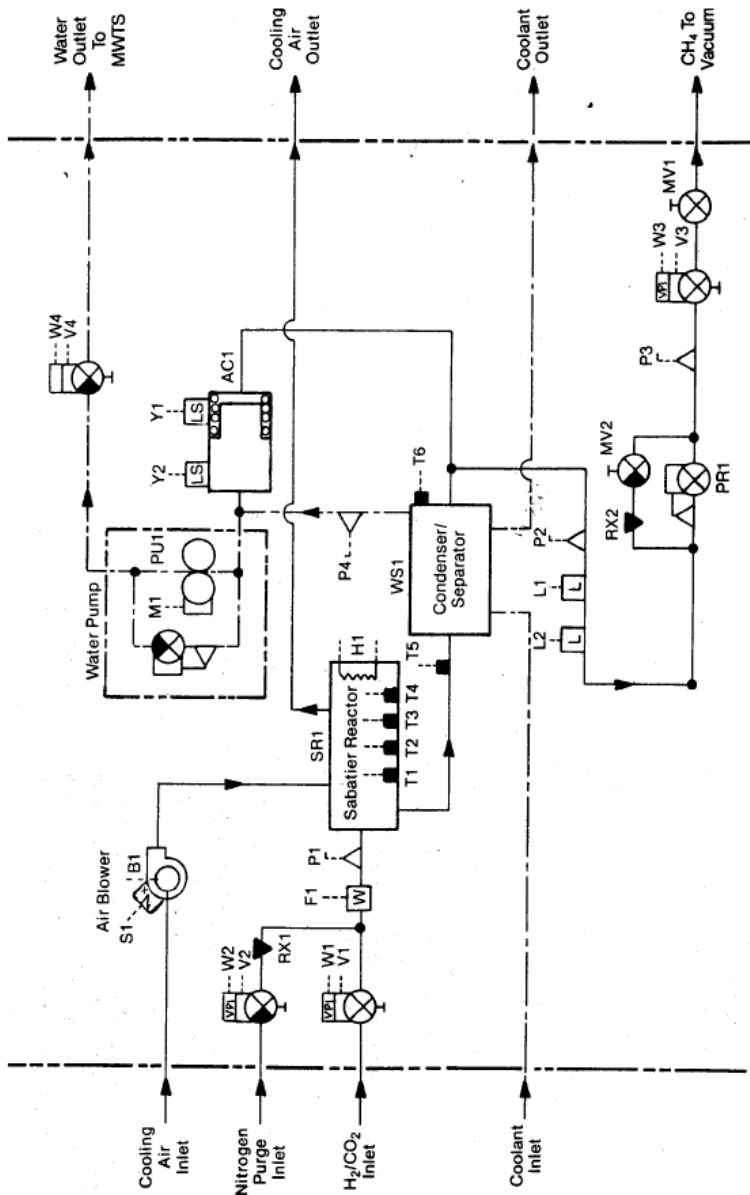 Cooling
Air
Inlet
Nitrogen
Purge
Inlet
H₂/CO₂
Inlet
Coolant
Inlet
Air Blower
S1
B1
VPI
W2
V2
RX1
VPI
W1
V1
F1
W
P1
SR1
Sabatier Reactor
T1
T2
T3
T4
H1
T5
Water Pump
M1
PU1
P4
WS1
Condenser/
Separator
T6
Y2
LS
Y1
LS
AC1
W4
V4
L2
L
L1
L
P2
RX2
MV2
PR1
P3
VPI
W3
V3
MV1
Water
Outlet
To
MWTS
Cooling
Air
Outlet
Coolant
Outlet
CH₄ To
Vacuum